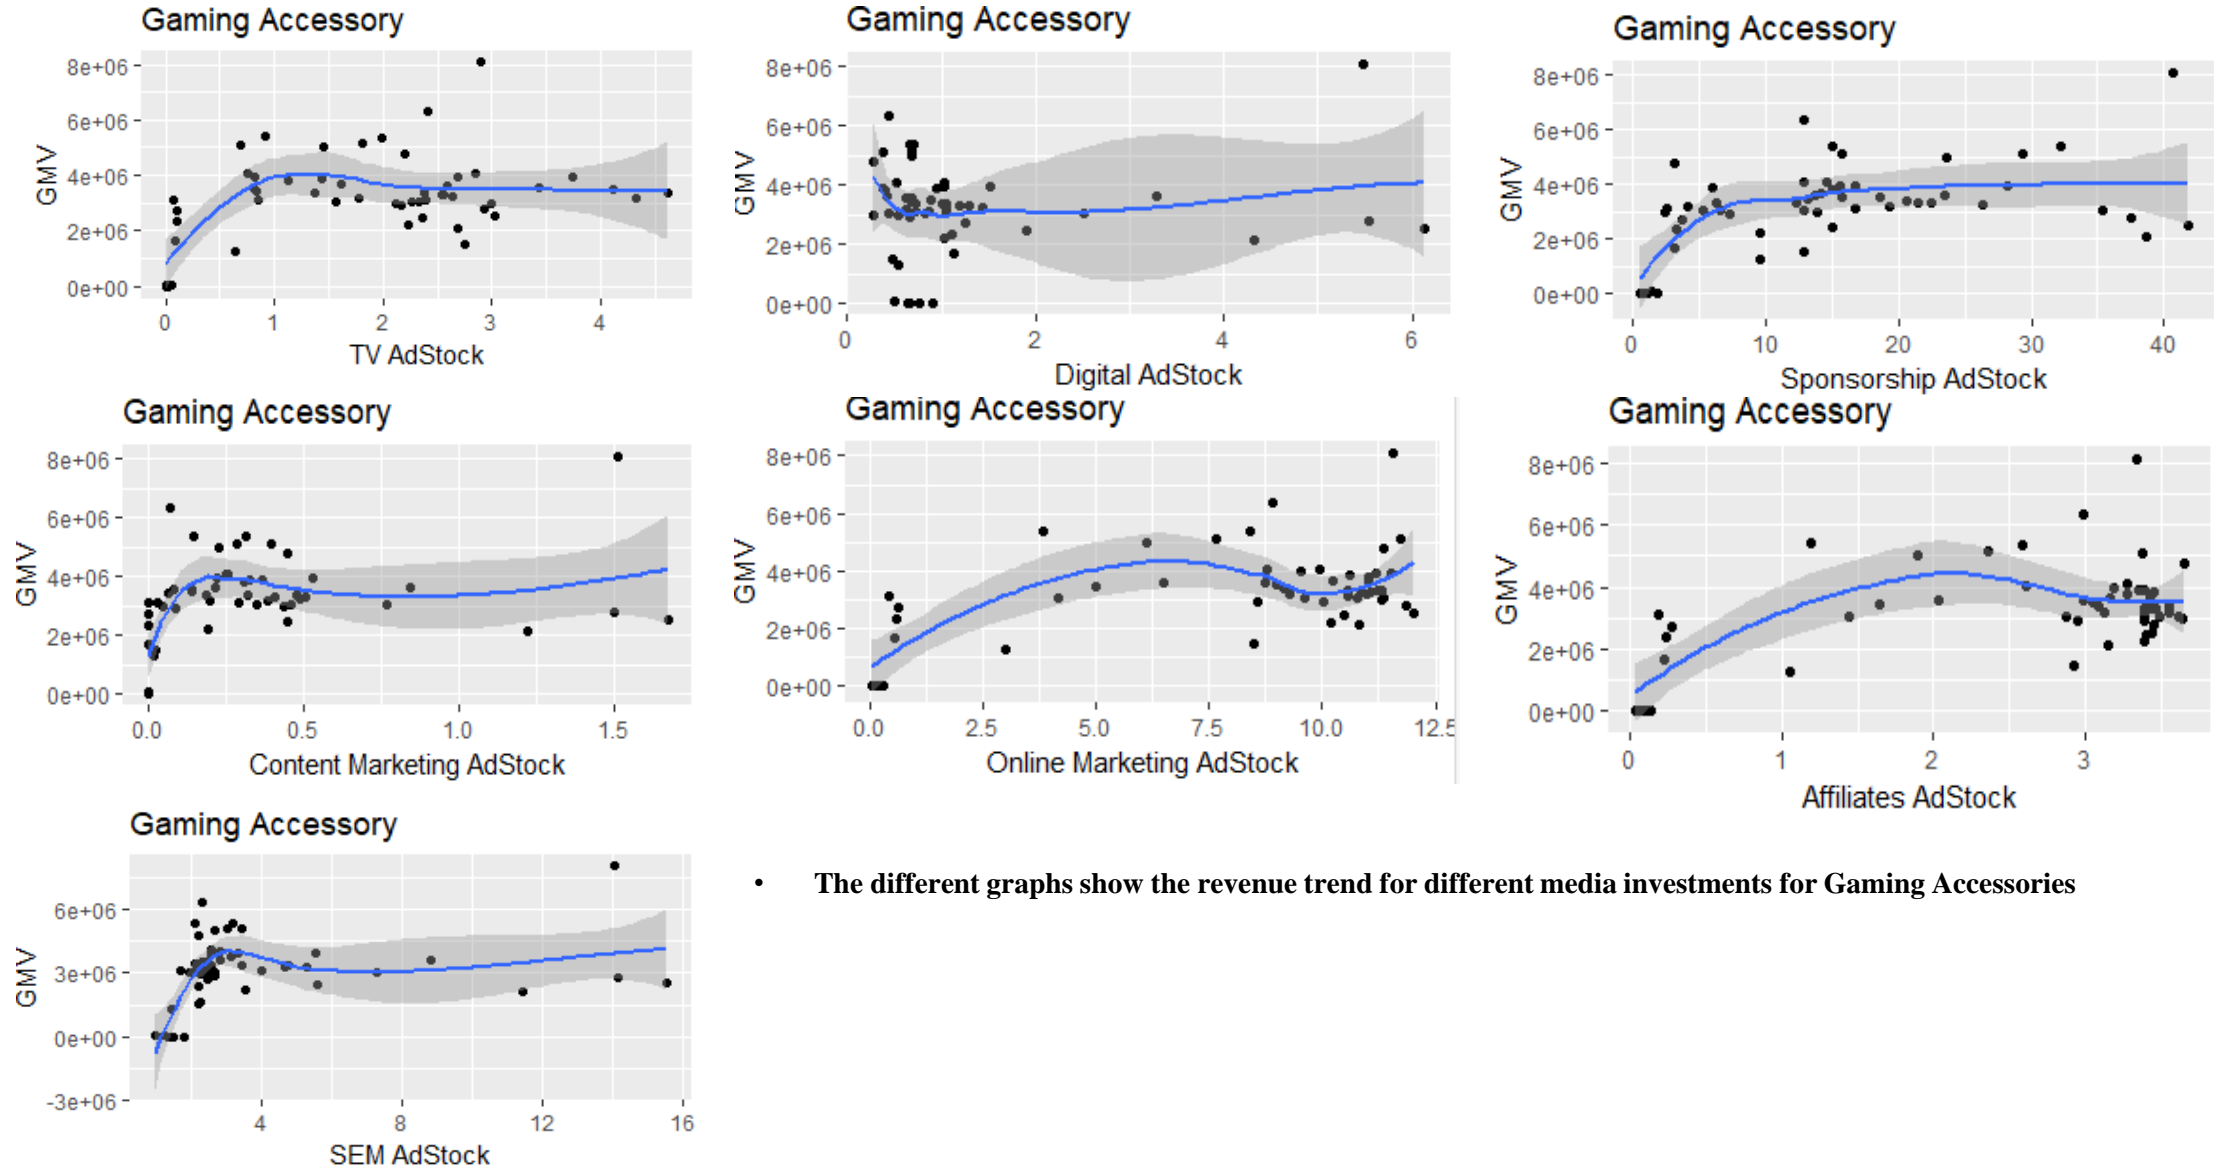 Gaming Accessory
8e+06
6e+06
4e+06
2e+06
0e+00
GMV
0 1 2 3 4
TV AdStock
Gaming Accessory
8e+06
6e+06
4e+06
2e+06
0e+00
GMV
0 2 4 6
Digital AdStock
Gaming Accessory
8e+06
6e+06
4e+06
2e+06
0e+00
GMV
0 10 20 30 40
Sponsorship AdStock
Gaming Accessory
8e+06
6e+06
4e+06
2e+06
0e+00
GMV
0.0 0.5 1.0 1.5
Content Marketing AdStock
Gaming Accessory
8e+06
6e+06
4e+06
2e+06
0e+00
GMV
0.0 2.5 5.0 7.5 10.0 12.5
Online Marketing AdStock
Gaming Accessory
8e+06
6e+06
4e+06
2e+06
0e+00
GMV
0 1 2 3
Affiliates AdStock
Gaming Accessory
6e+06
3e+06
0e+00
-3e+06
GMV
4 8 12 16
SEM AdStock
• The different graphs show the revenue trend for different media investments for Gaming Accessories